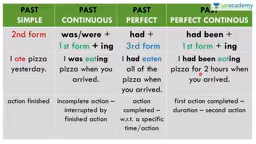 unacademy
PAST SIMPLE
PAST CONTINUOUS
PAST PERFECT
PAST PERFECT CONTINOUS
2nd form
was/were + 1st form + ing
had + 3rd form
had been + 1st form + ing
I ate pizza yesterday.
I was eating pizza when you arrived.
I had eaten all of the pizza when you arrived.
I had been eating pizza for 2 hours when you arrived.
action finished
incomplete action – interrupted by finished action
action completed – w.r.t. a specific time/action
first action completed – duration – second action